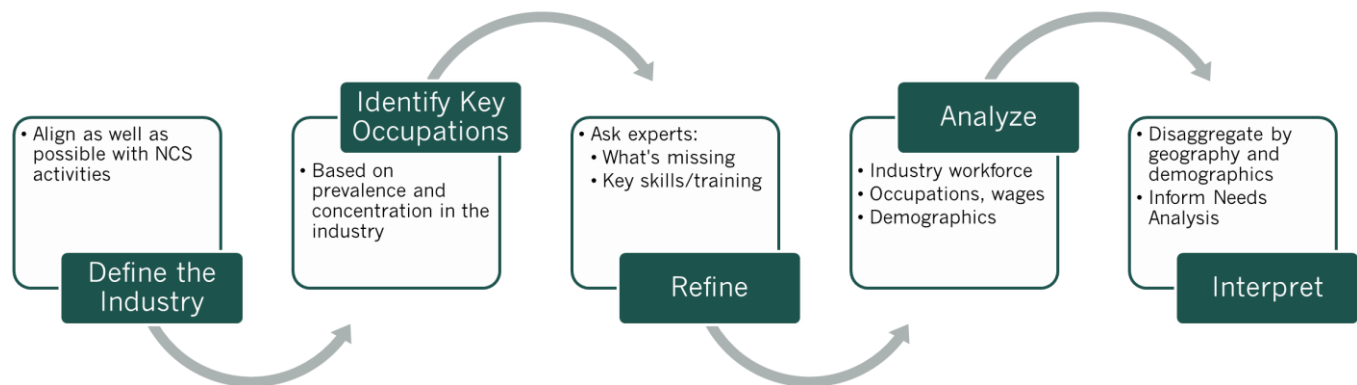 • Align as well as
possible with NCS
activities
Define the
Industry
Identify Key
Occupations
• Based on
prevalence and
concentration in the
industry
• Ask experts:
• What's missing
• Key skills/training
Refine
Analyze
• Industry workforce
• Occupations, wages
• Demographics
• Disaggregate by
geography and
demographics
• Inform Needs
Analysis
Interpret